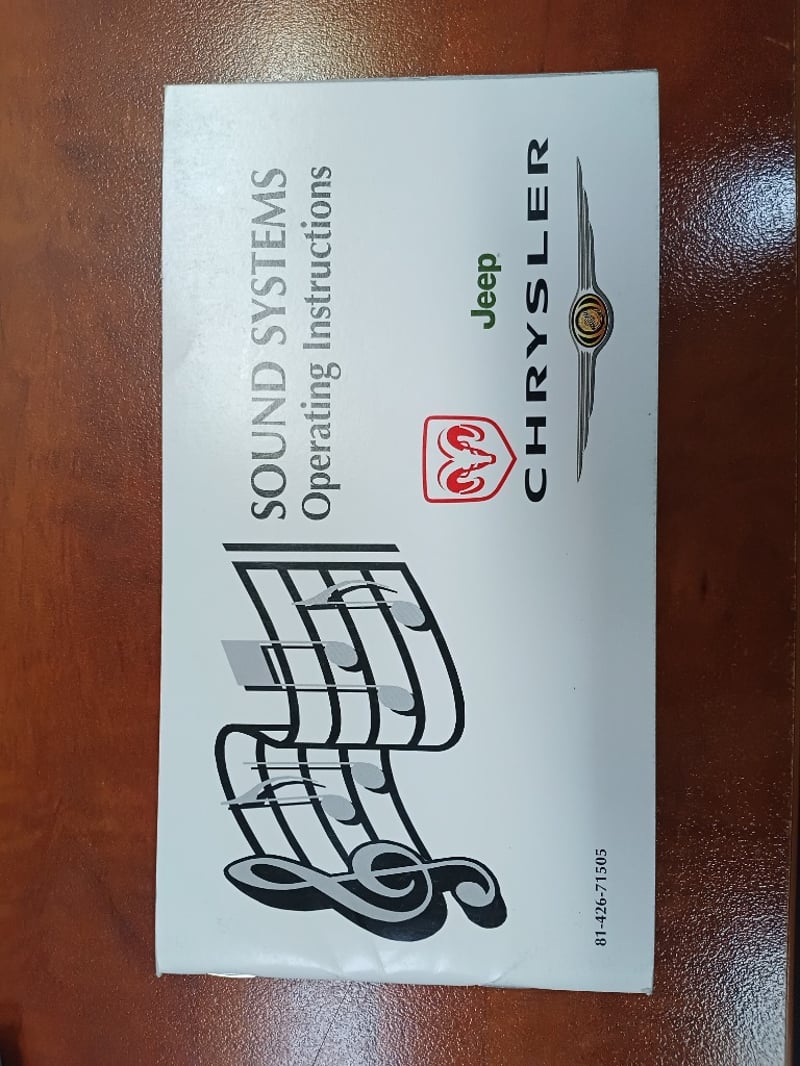 SOUND SYSTEMS
Operating Instructions
Jeep
CHRYSLER
81-426-71505